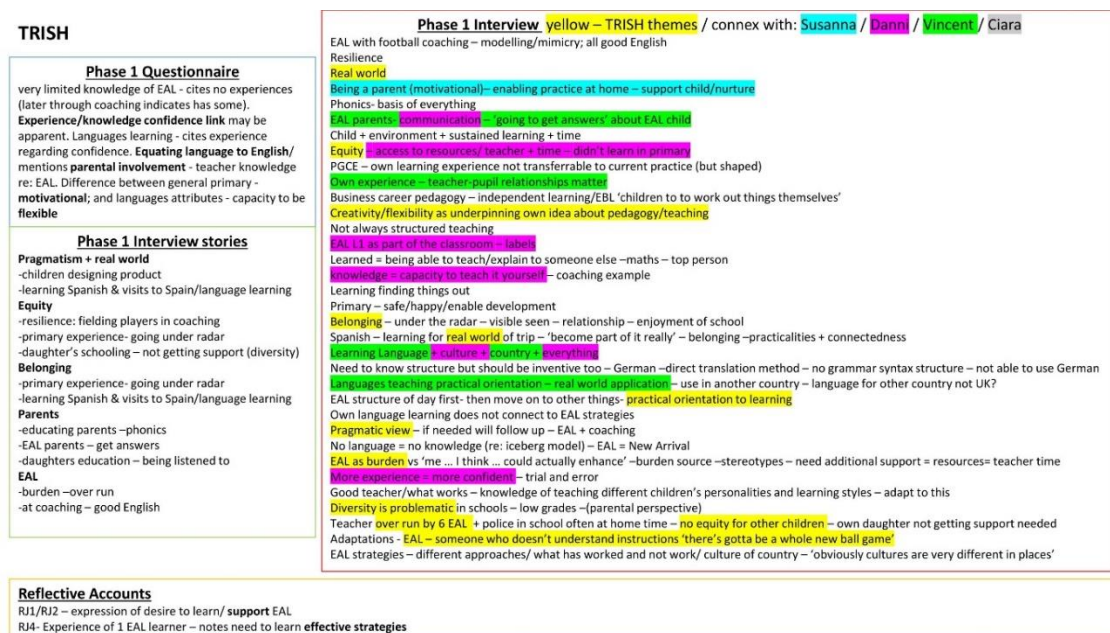 TRISH
Phase 1 Questionnaire
very limited knowledge of EAL - cites no experiences
(later through coaching indicates has some).
Experience/knowledge confidence link may be
apparent. Languages learning - cites experience
regarding confidence. Equating language to English/
mentions parental involvement - teacher knowledge
re: EAL. Difference between general primary -
motivational; and languages attributes - capacity to be
flexible
Phase 1 Interview stories
Pragmatism + real world
-children designing product
-learning Spanish & visits to Spain/language learning
Equity
-resilience: fielding players in coaching
-primary experience- going under radar
-daughter's schooling – not getting support (diversity)
Belonging
-primary experience- going under radar
-learning Spanish & visits to Spain/language learning
Parents
-educating parents –phonics
-EAL parents – get answers
-daughters education – being listened to
EAL
-burden –over run
-at coaching – good English
Phase 1 Interview yellow – TRISH themes / connex with: Susanna / Danni / Vincent / Ciara
EAL with football coaching – modelling/mimicry; all good English
Resilience
Real world
Being a parent (motivational)– enabling practice at home – support child/nurture
Phonics- basis of everything
EAL parents- communication – 'going to get answers' about EAL child
Child + environment + sustained learning + time
Equity – access to resources/ teacher + time – didn't learn in primary
PGCE – own learning experience not transferrable to current practice (but shaped)
Own experience – teacher-pupil relationships matter
Business career pedagogy – independent learning/EBL 'children to to work out things themselves'
Creativity/flexibility as underpinning own idea about pedagogy/teaching
Not always structured teaching
EAL L1 as part of the classroom – labels
Learned = being able to teach/explain to someone else –maths – top person
knowledge = capacity to teach it yourself – coaching example
Learning finding things out
Primary – safe/happy/enable development
Belonging – under the radar – visible seen – relationship – enjoyment of school
Spanish – learning for real world of trip – 'become part of it really' – belonging –practicalities + connectedness
Learning Language + culture + country + everything
Need to know structure but should be inventive too – German –direct translation method – no grammar syntax structure – not able to use German
Languages teaching practical orientation – real world application – use in another country – language for other country not UK?
EAL structure of day first- then move on to other things- practical orientation to learning
Own language learning does not connect to EAL strategies
Pragmatic view – if needed will follow up – EAL + coaching
No language = no knowledge (re: iceberg model) – EAL = New Arrival
EAL as burden vs 'me ... I think ... could actually enhance' –burden source –stereotypes – need additional support = resources= teacher time
More experience = more confident – trial and error
Good teacher/what works – knowledge of teaching different children's personalities and learning styles – adapt to this
Diversity is problematic in schools – low grades –(parental perspective)
Teacher over run by 6 EAL + police in school often at home time – no equity for other children – own daughter not getting support needed
Adaptations - EAL – someone who doesn't understand instructions 'there's gotta be a whole new ball game'
EAL strategies – different approaches/ what has worked and not work/ culture of country – 'obviously cultures are very different in places'
Reflective Accounts
RJ1/RJ2 – expression of desire to learn/ support EAL
RJ4- Experience of 1 EAL learner – notes need to learn effective strategies